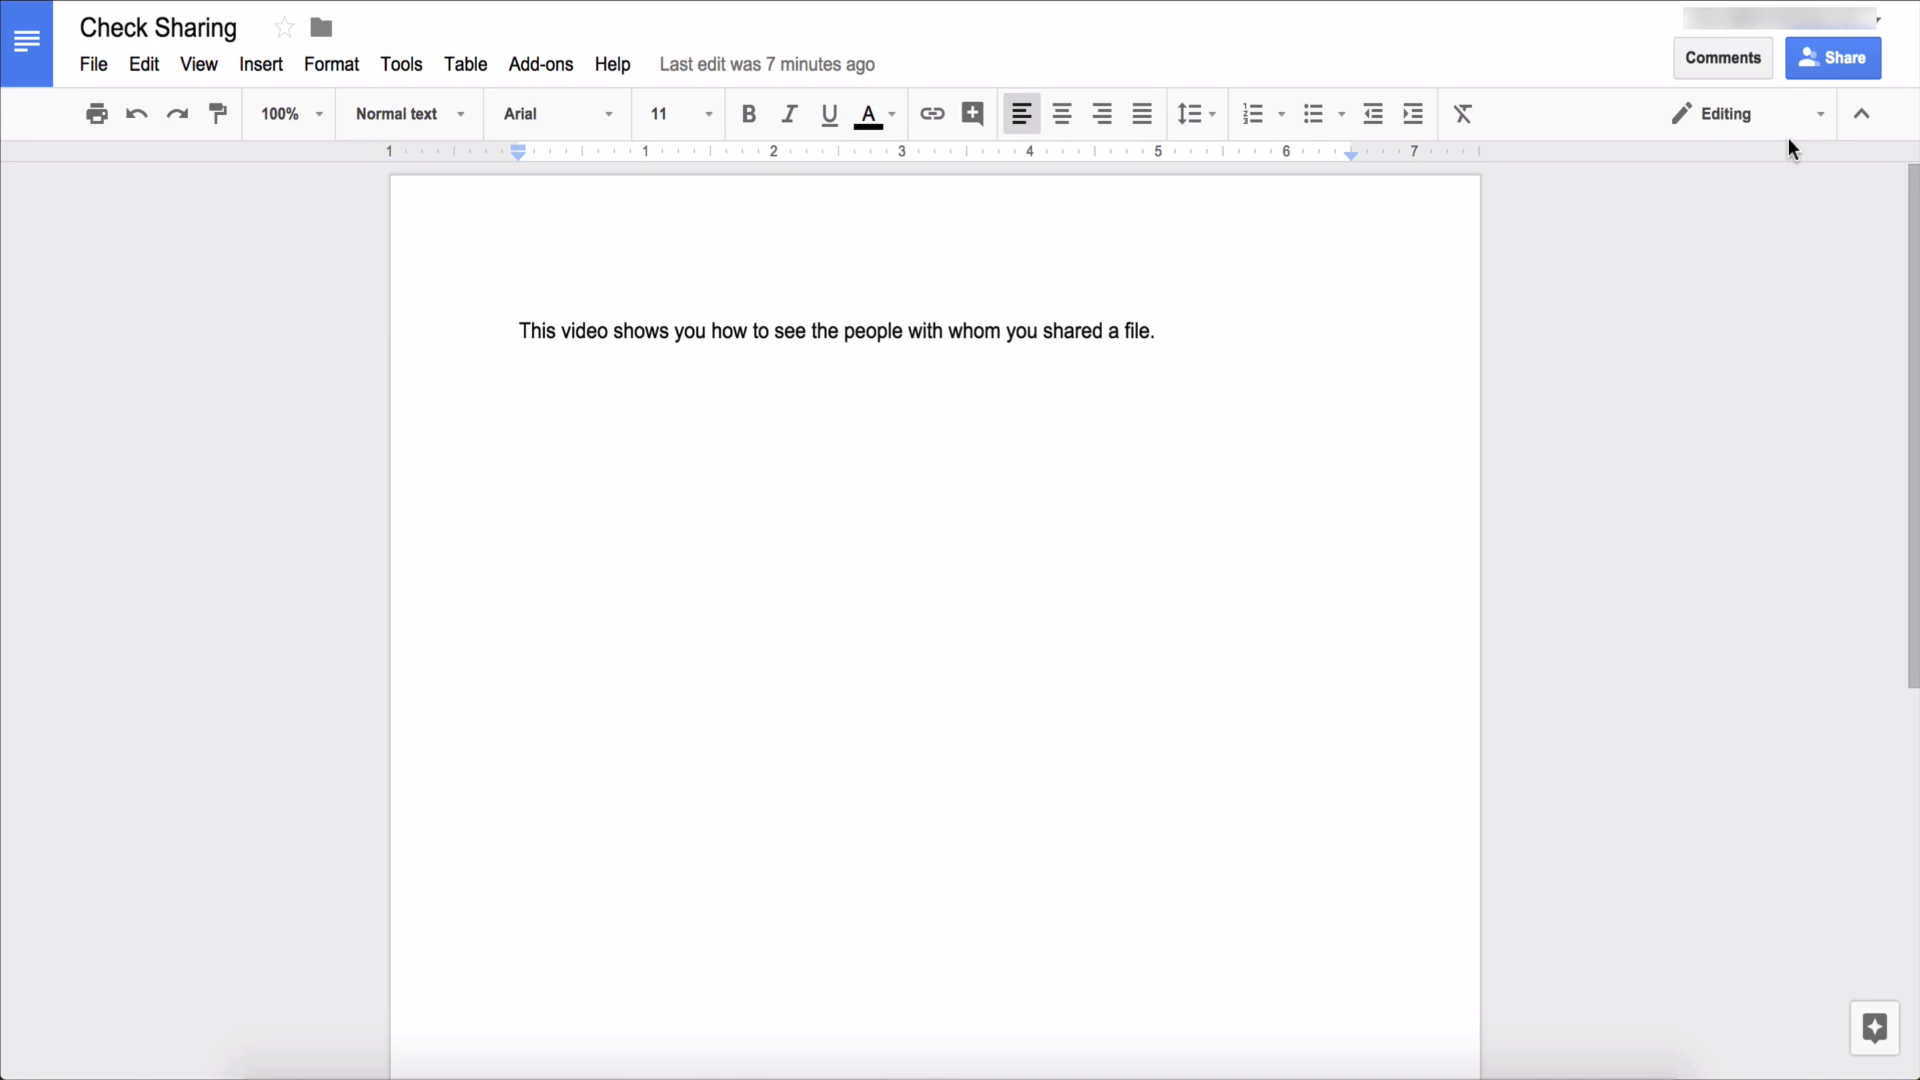 Check Sharing
File Edit View Insert Format Tools Table Add-ons Help Last edit was 7 minutes ago
Comments Share
100% Normal text Arial 11 B I U A Editing
1 1 2 3 4 5 6 7
This video shows you how to see the people with whom you shared a file.